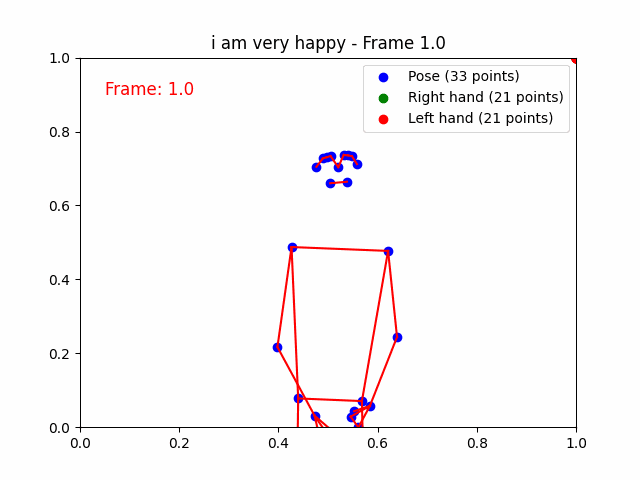 i am very happy - Frame 1.0
1.0
Frame: 1.0
Pose (33 points)
Right hand (21 points)
Left hand (21 points)
0.8
0.6
0.4
0.2
0.0
0.0 0.2 0.4 0.6 0.8 1.0